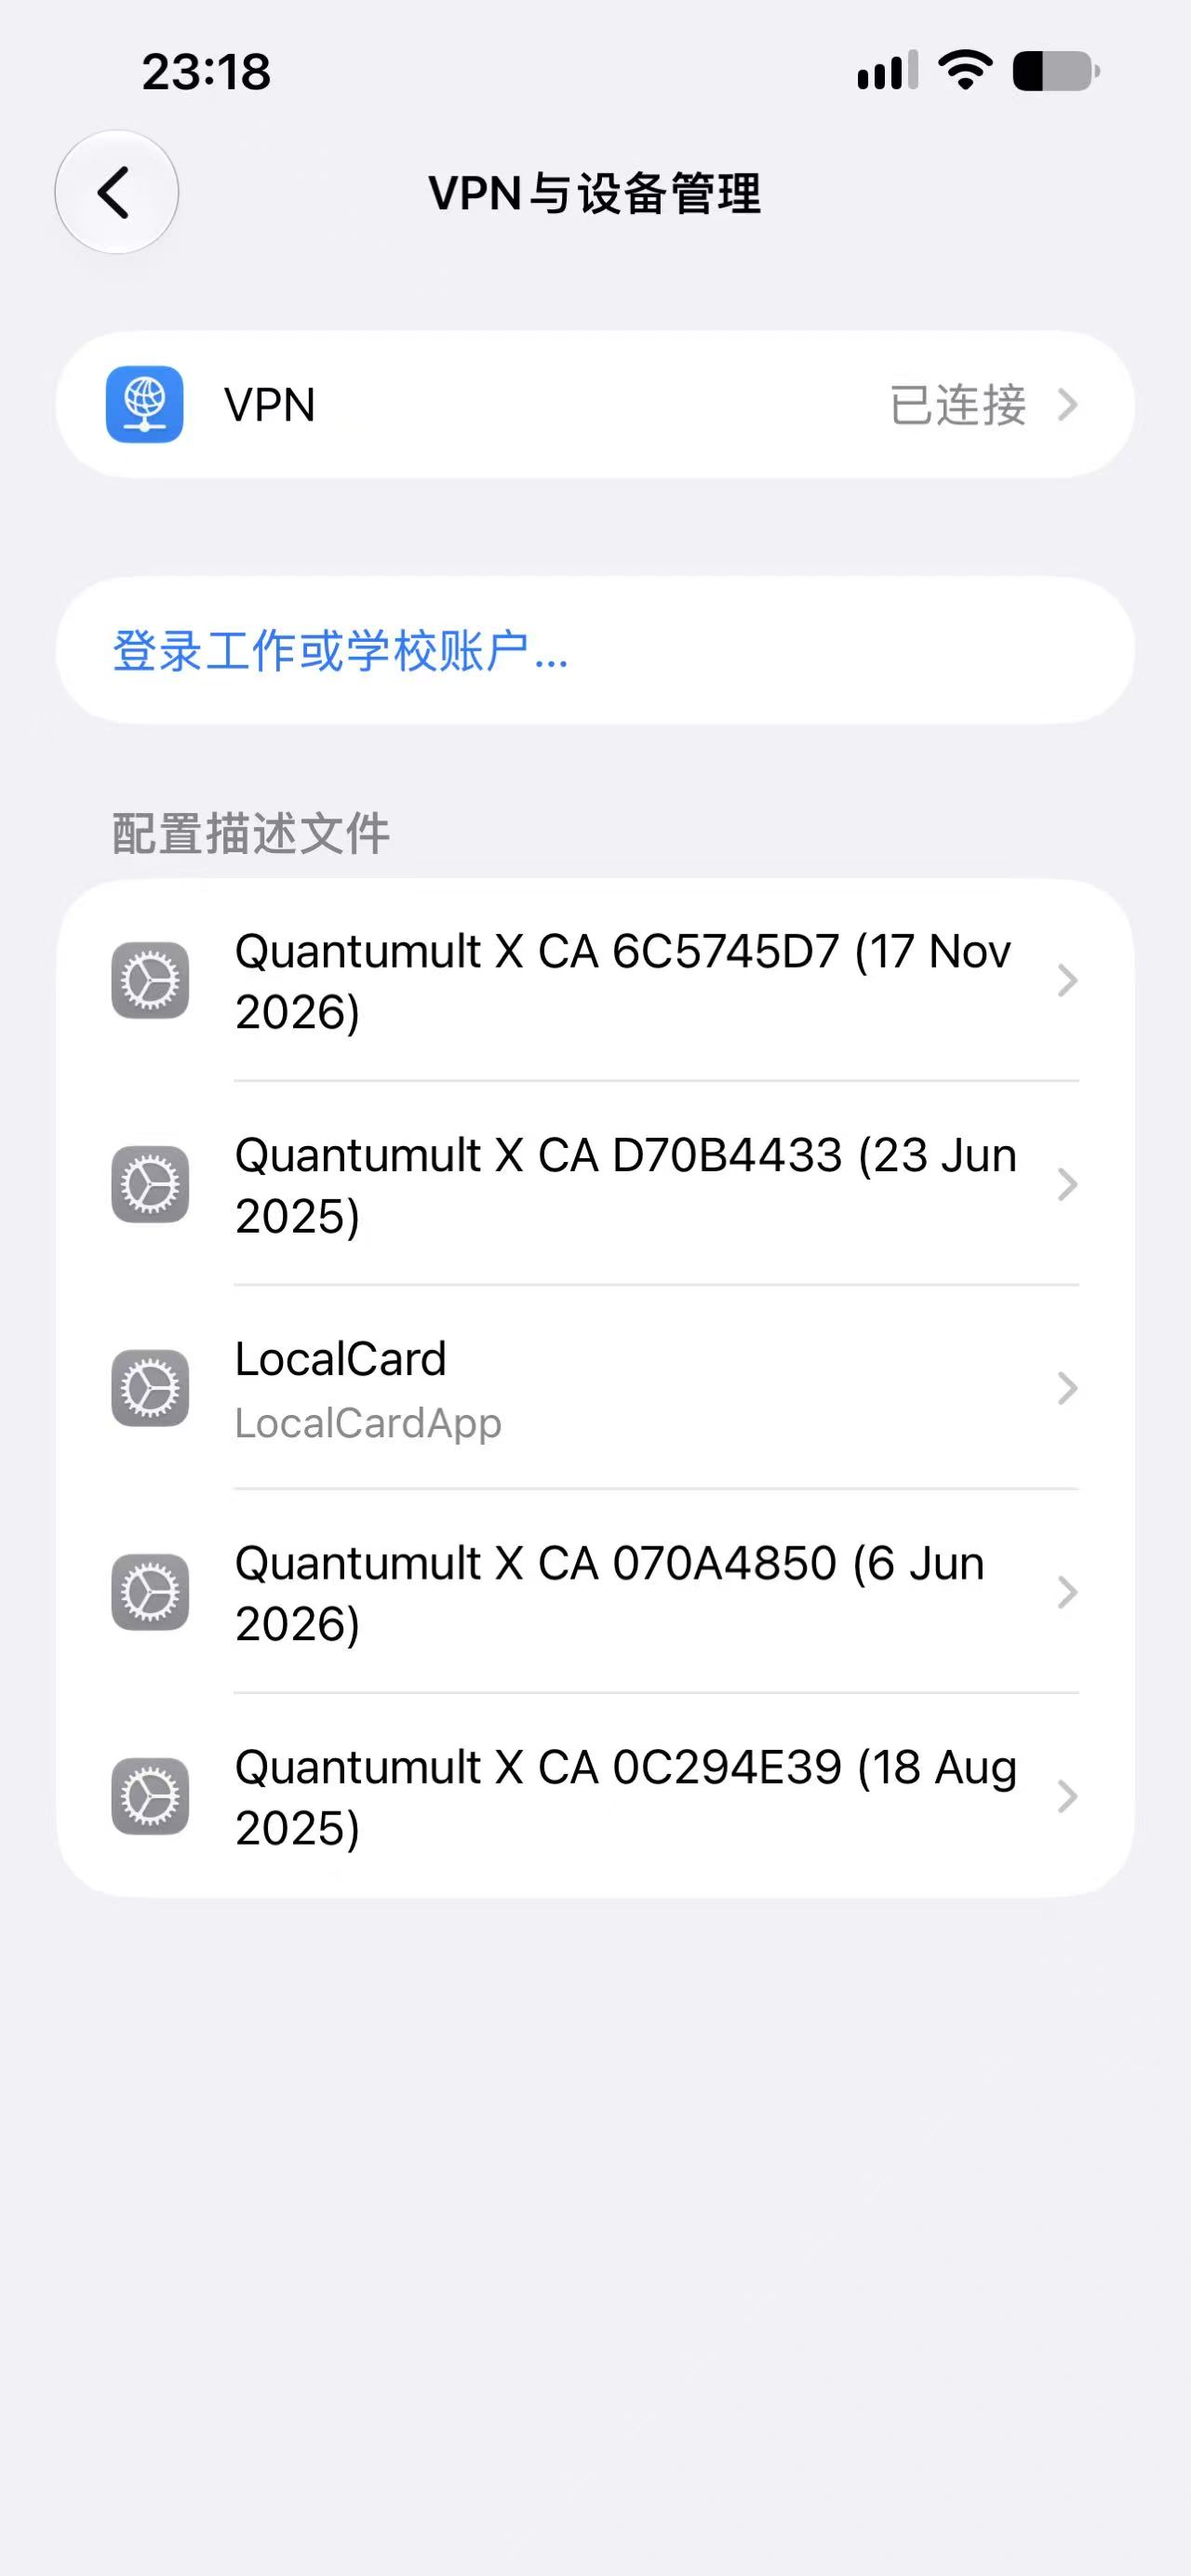 23:18
VPN与设备管理
VPN 已连接
登录工作或学校账户...
配置描述文件
Quantumult X CA 6C5745D7 (17 Nov
2026)
Quantumult X CA D70B4433 (23 Jun
2025)
LocalCard
LocalCardApp
Quantumult X CA 070A4850 (6 Jun
2026)
Quantumult X CA 0C294E39 (18 Aug
2025)